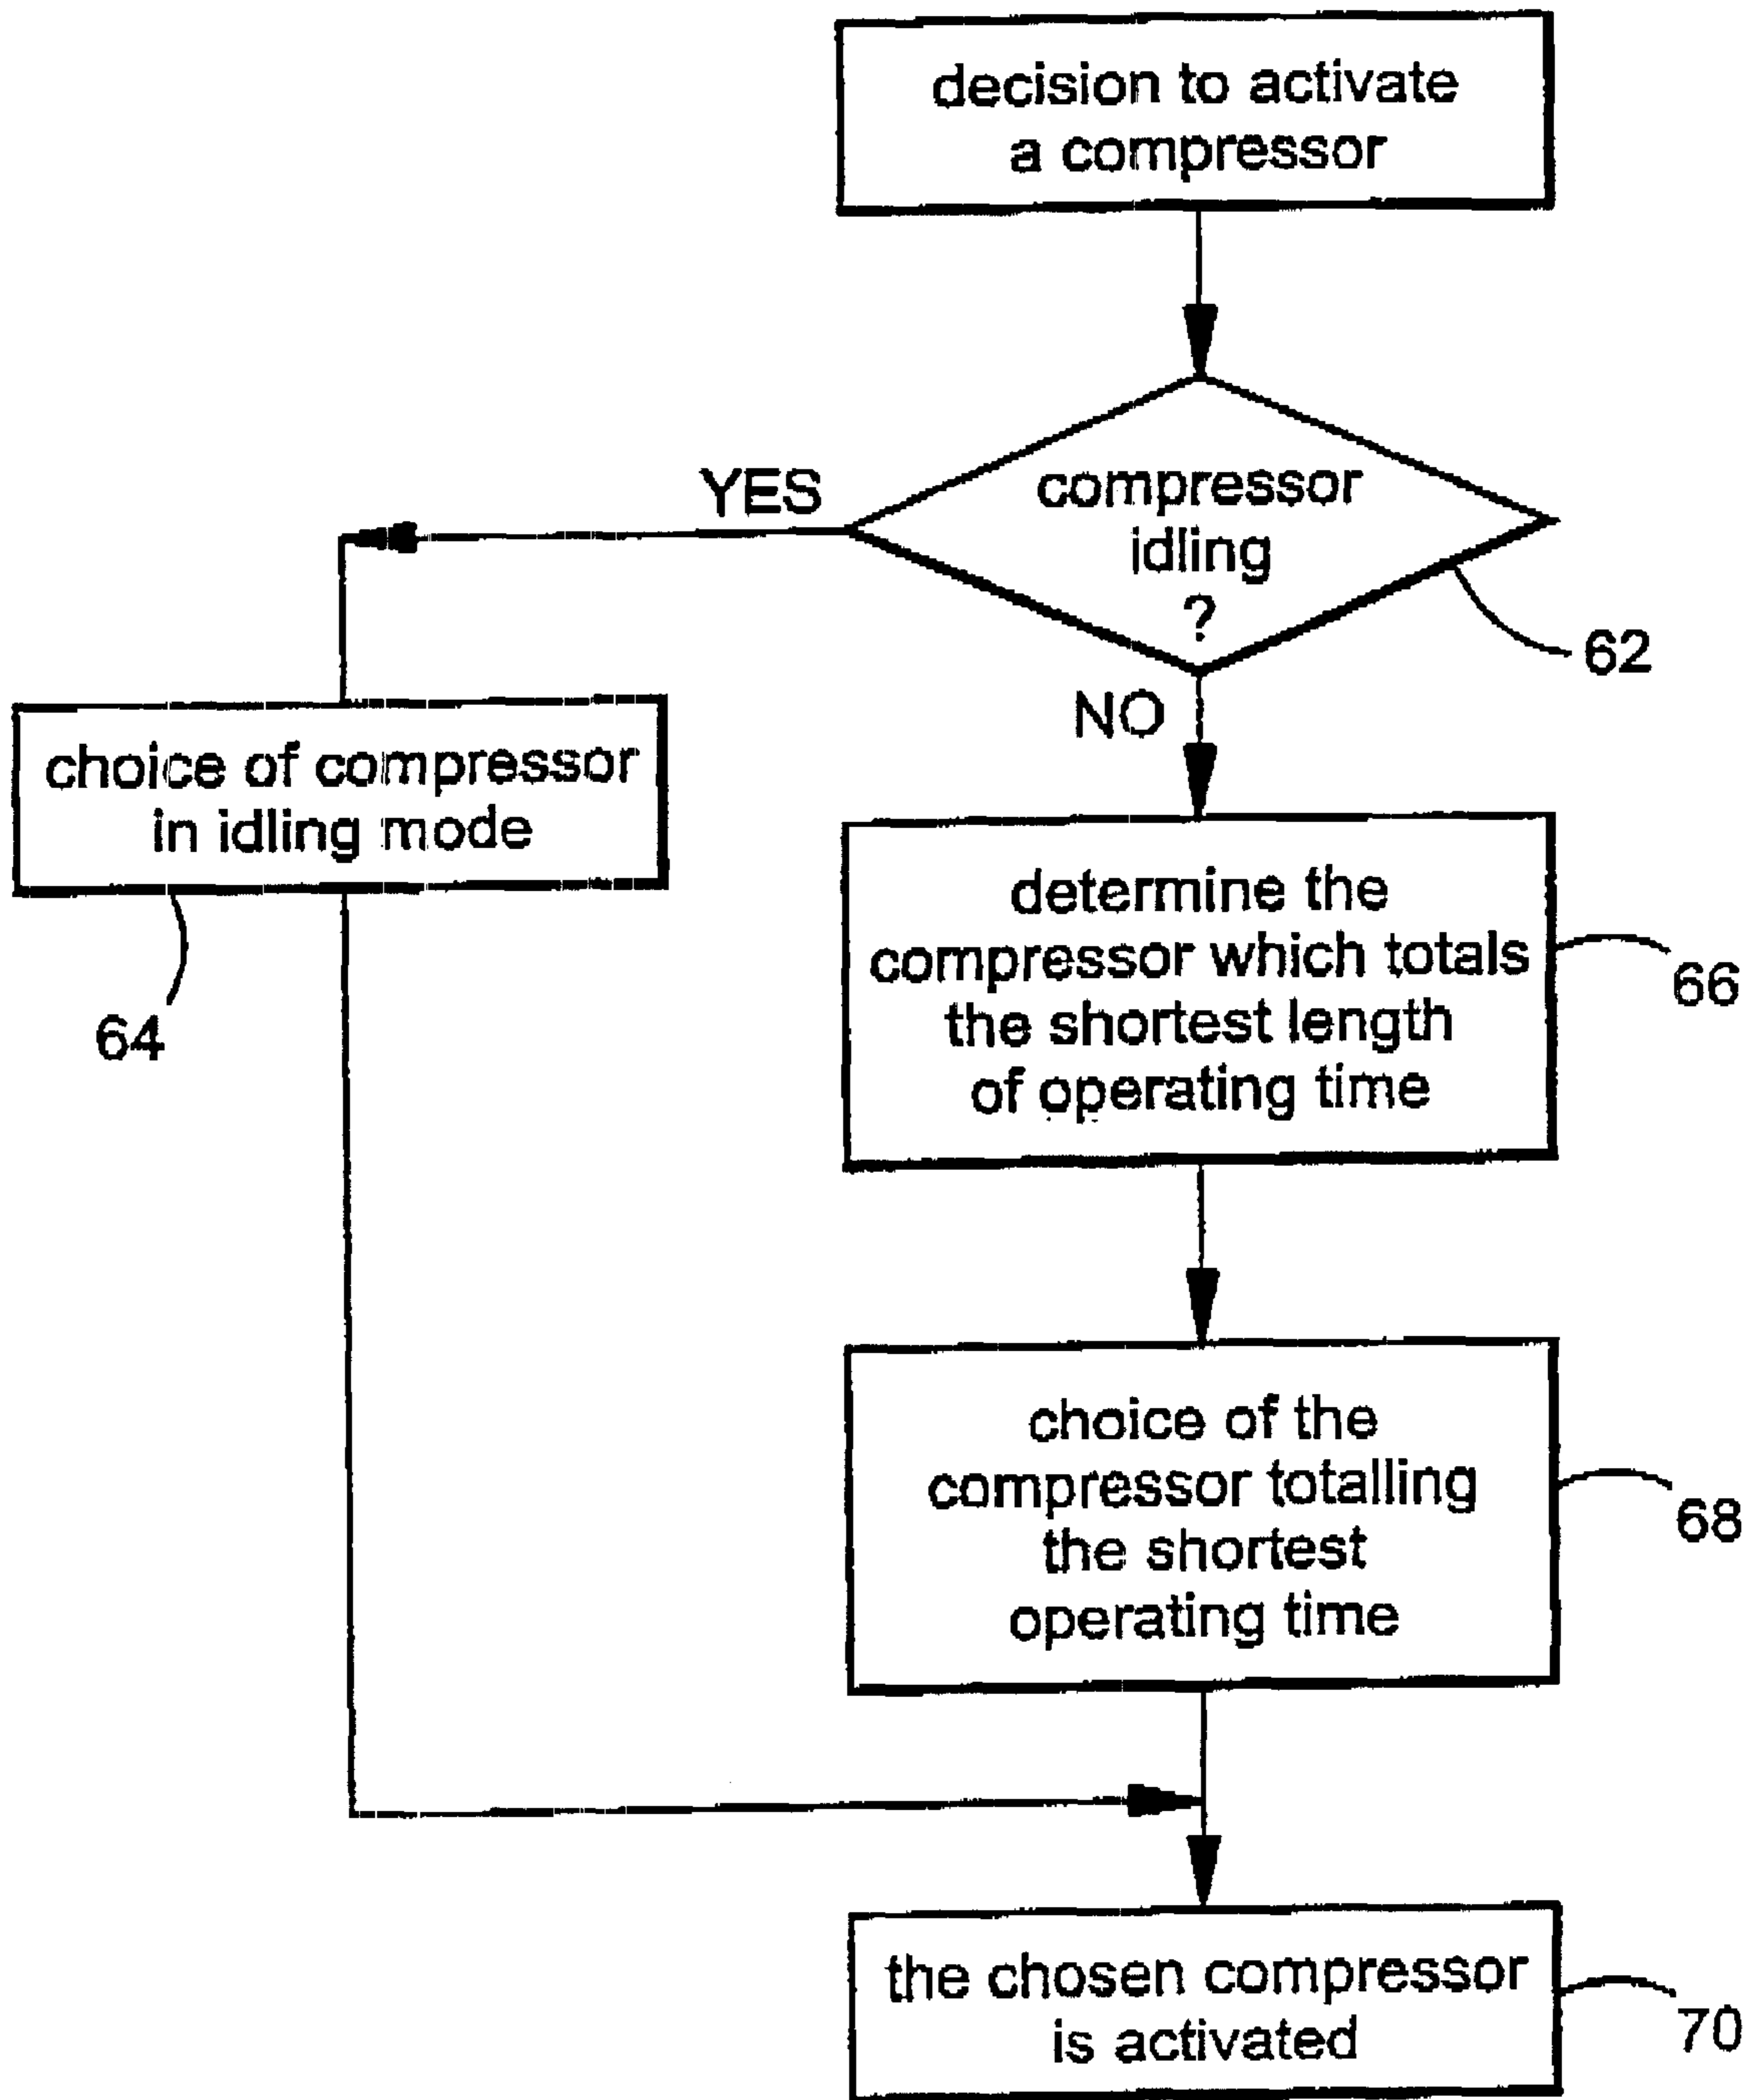 decision to activate
a compressor
YES
compressor
idling
?
62
NO
choice of compressor
in idling mode
64
determine the
compressor which totals
the shortest length
of operating time
66
choice of the
compressor totalling
the shortest
operating time
68
the chosen compressor
is activated
70